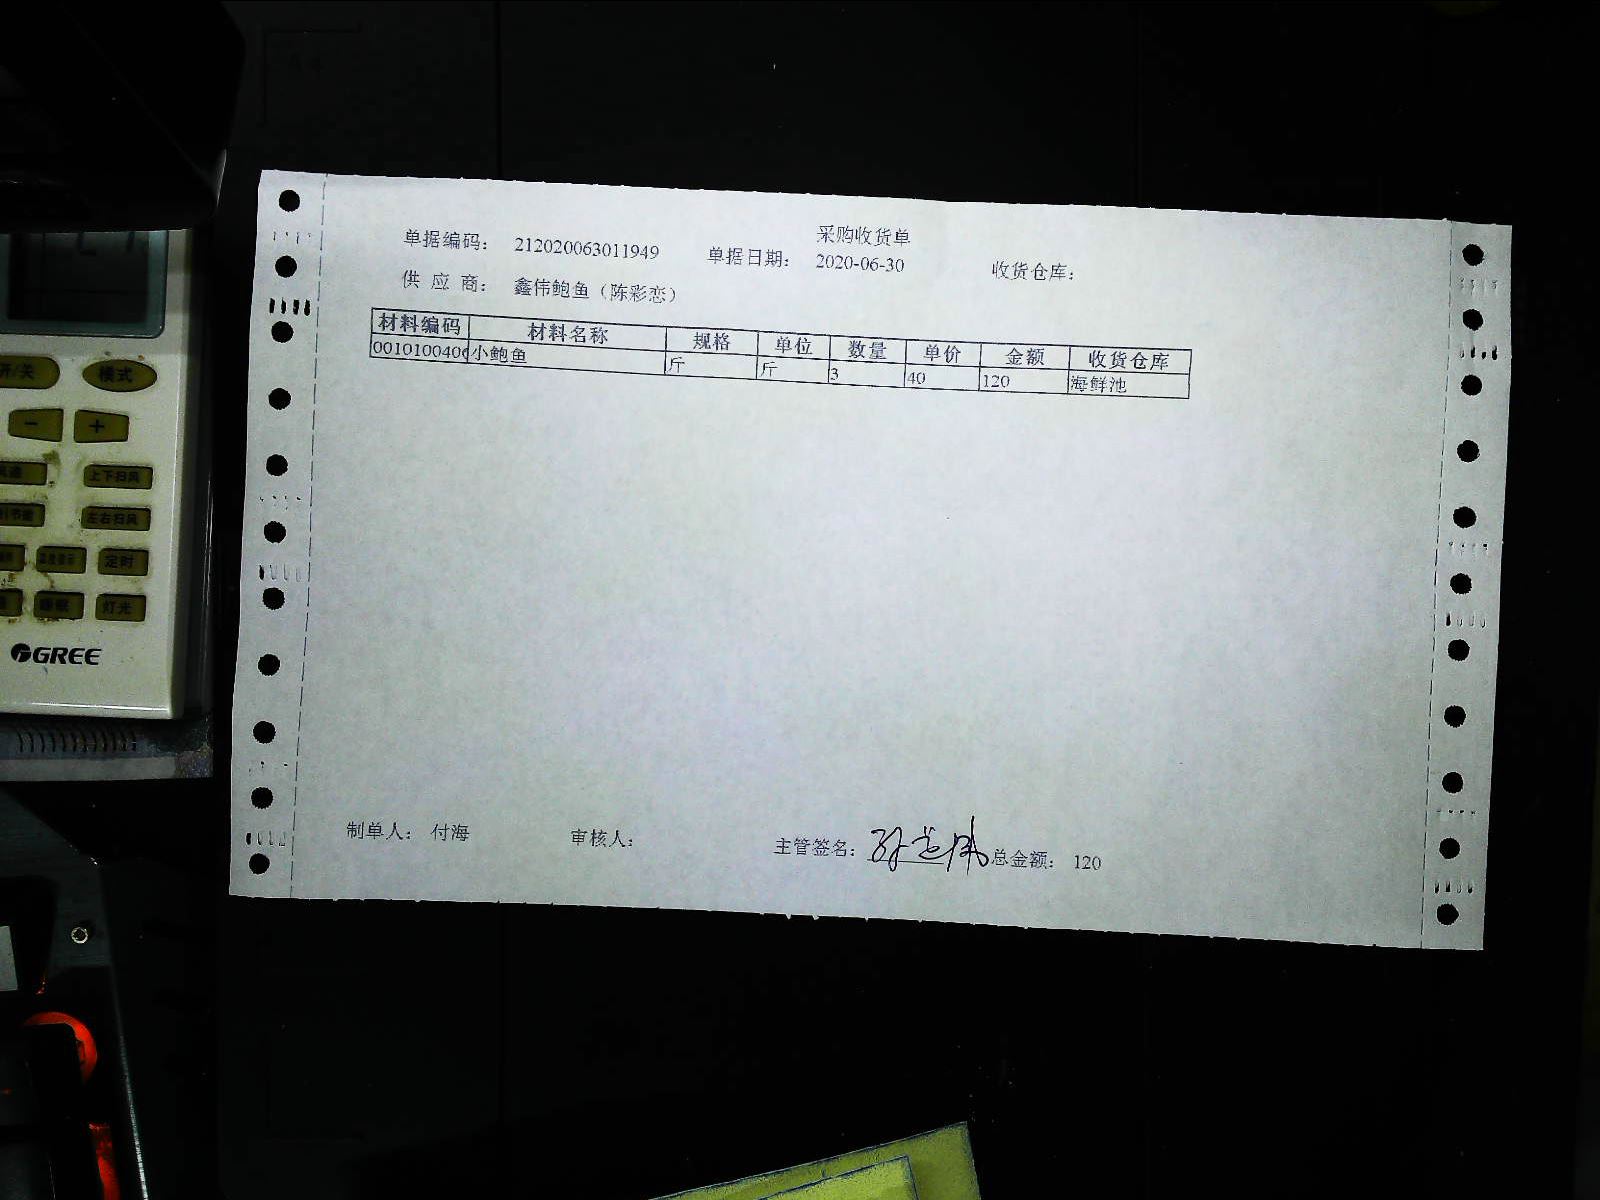 采购收货单
单据编码： 212020063011949 单据日期： 2020-06-30 收货仓库：
供 应 商： 鑫伟鲍鱼（陈彩恋）
材料编码 材料名称 规格 单位 数量 单价 金额 收货仓库
0010100406 小鲍鱼 斤 斤 3 40 120 海鲜池
制单人： 付海 审核人： 主管签名： 总金额： 120
开/关 模式
− +
上下扫风
左右扫风
定时
睡眠 灯光
GREE